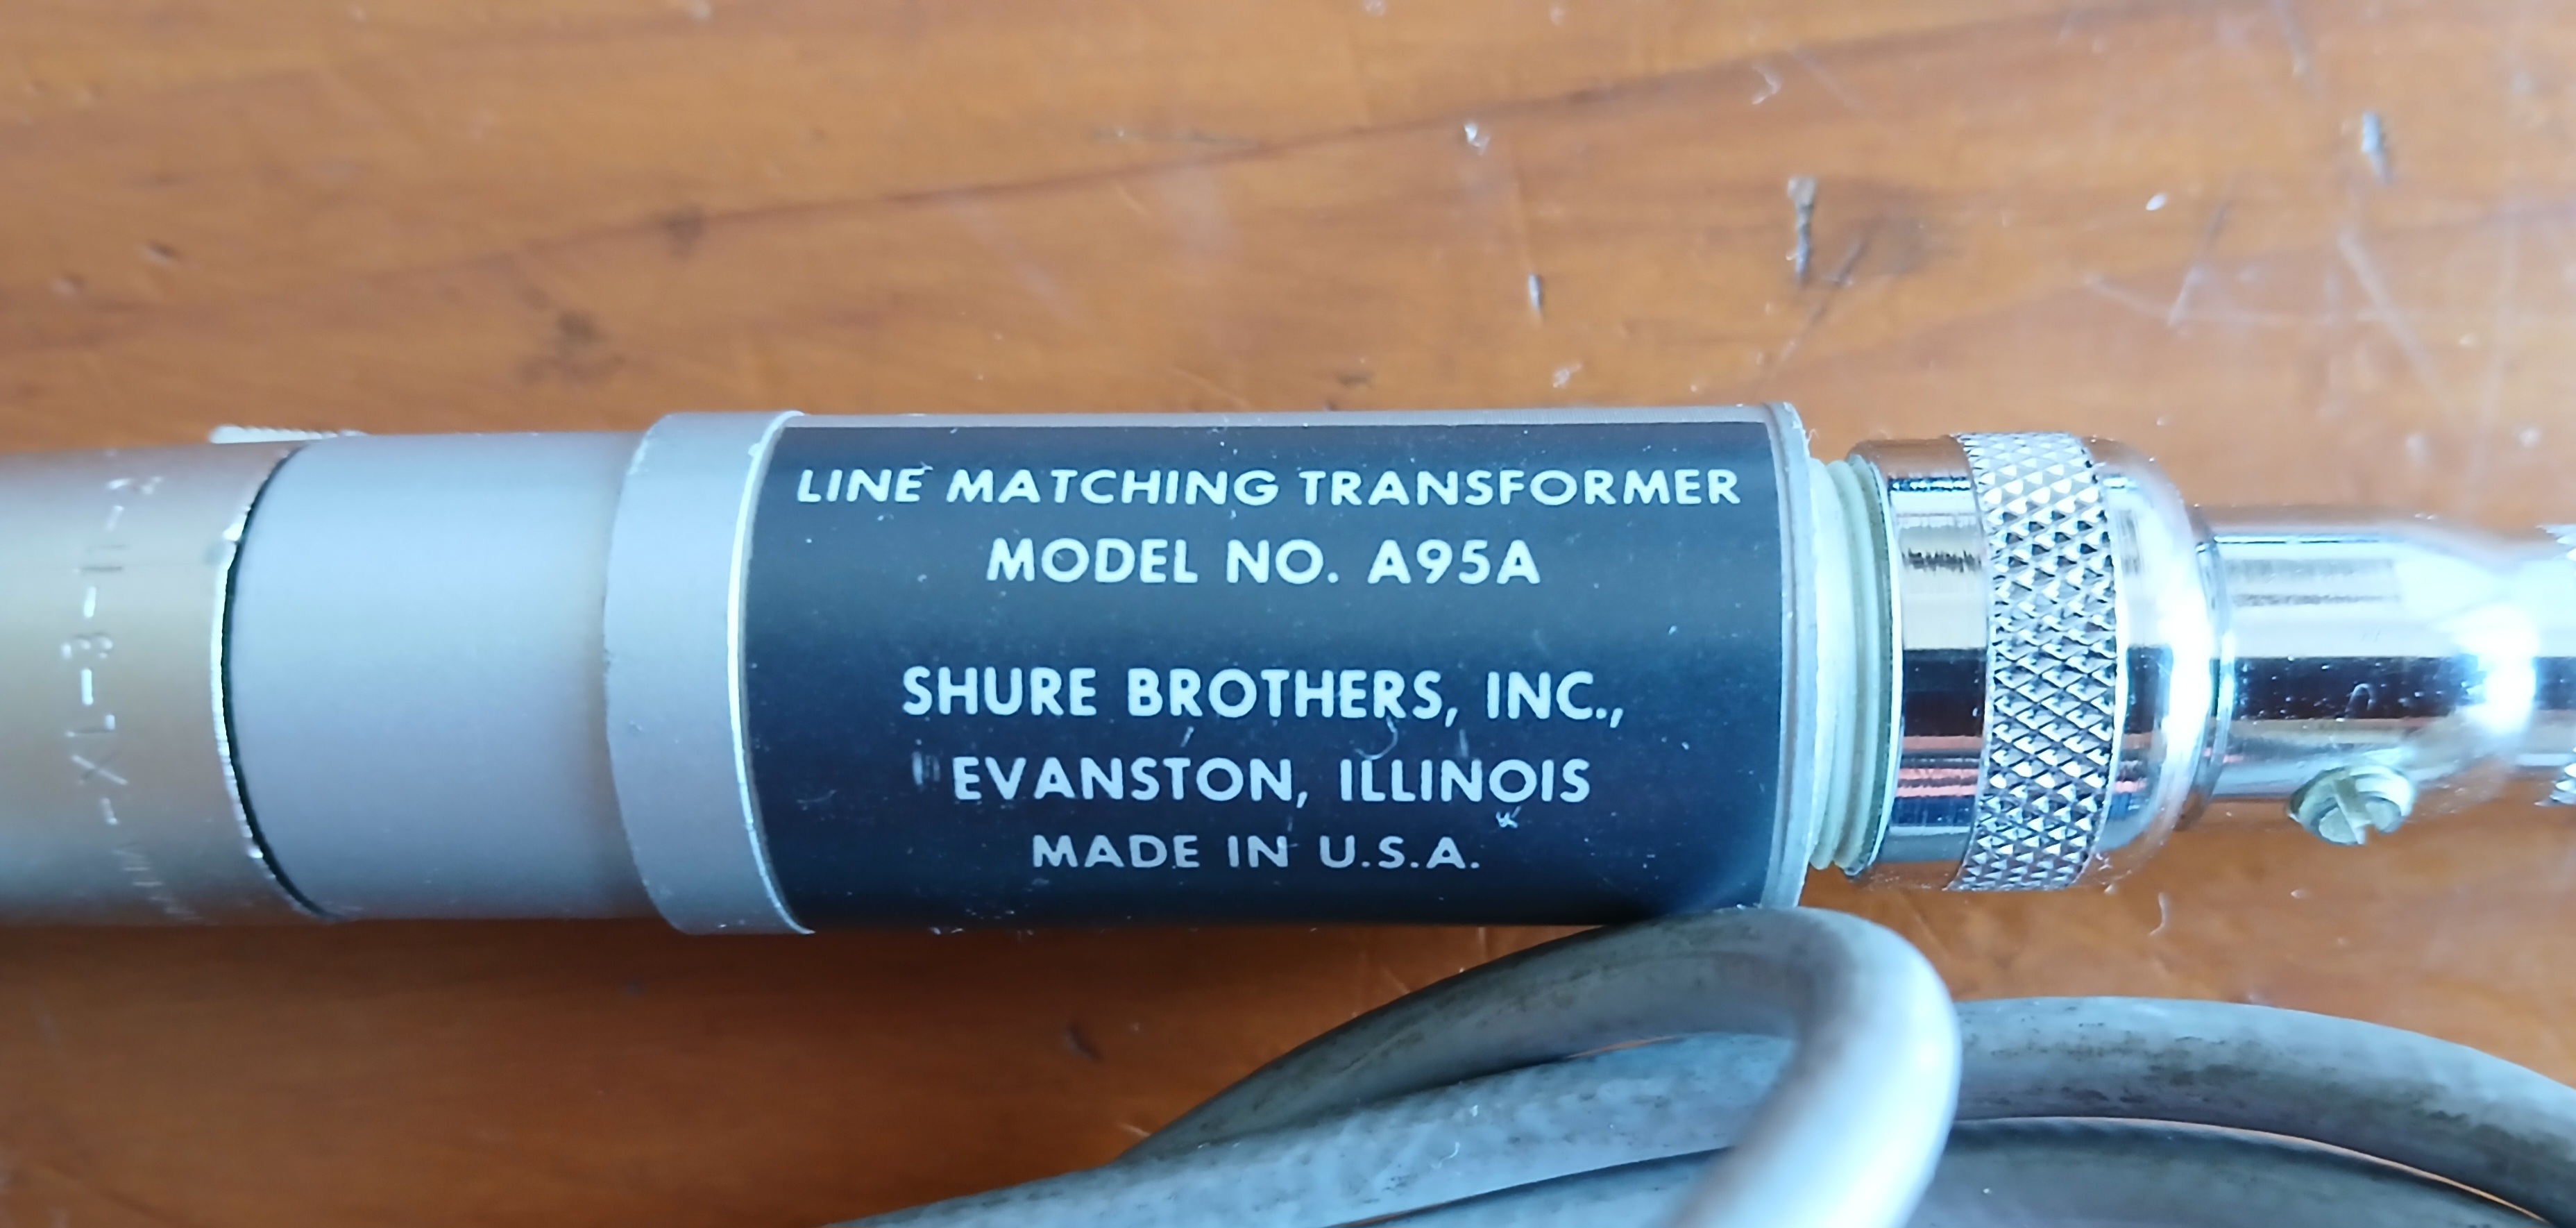 LINE MATCHING TRANSFORMER
MODEL NO. A95A
SHURE BROTHERS, INC.,
EVANSTON, ILLINOIS
MADE IN U.S.A.